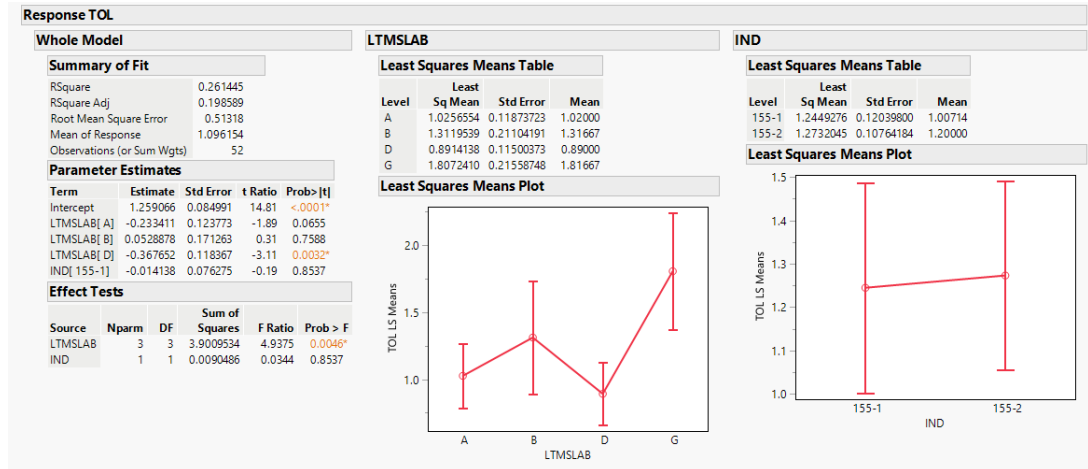 Response TOL
Whole Model
Summary of Fit
RSquare 0.261445
RSquare Adj 0.198589
Root Mean Square Error 0.51318
Mean of Response 1.096154
Observations (or Sum Wgts) 52
Parameter Estimates
Term Estimate Std Error t Ratio Prob>|t|
Intercept 1.259066 0.084991 14.81 <.0001*
LTMSLAB[ A] -0.233411 0.123773 -1.89 0.0655
LTMSLAB[ B] 0.0528878 0.171263 0.31 0.7588
LTMSLAB[ D] -0.367652 0.118367 -3.11 0.0032*
IND[ 155-1] -0.014138 0.076275 -0.19 0.8537
Effect Tests
Sum of
Source Nparm DF Squares F Ratio Prob > F
LTMSLAB 3 3 3.9009534 4.9375 0.0046*
IND 1 1 0.0090486 0.0344 0.8537
LTMSLAB
Least Squares Means Table
Least
Level Sq Mean Std Error Mean
A 1.0256554 0.11873723 1.02000
B 1.3119539 0.21104191 1.31667
D 0.8914138 0.11500373 0.89000
G 1.8072410 0.21558748 1.81667
Least Squares Means Plot
TOL LS Means
2.0
1.5
1.0
A B D G
LTMSLAB
IND
Least Squares Means Table
Least
Level Sq Mean Std Error Mean
155-1 1.2449276 0.12039800 1.00714
155-2 1.2732045 0.10764184 1.20000
Least Squares Means Plot
TOL LS Means
1.5
1.4
1.3
1.2
1.1
1.0
155-1 155-2
IND